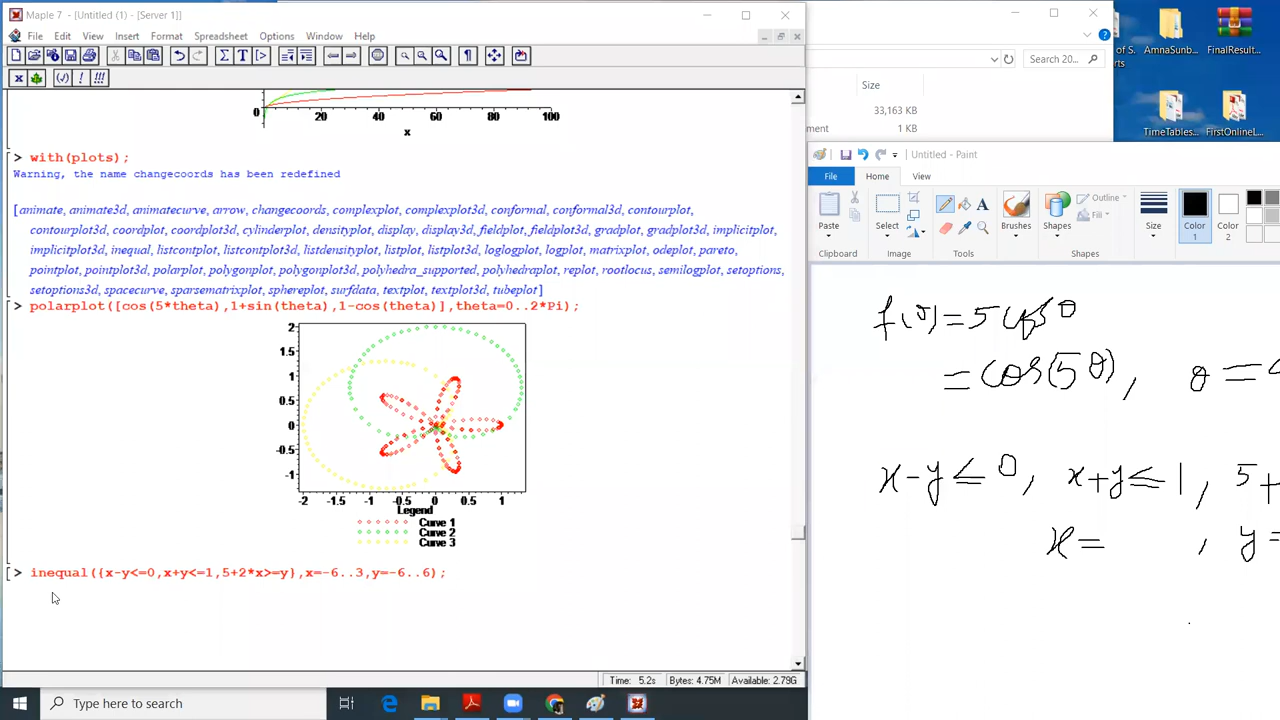 Maple 7 - [Untitled (1) - [Server 1]
File Edit View Insert Format Spreadsheet Options Window Help
0
20 40 60 80 100
x
> with(plots);
Warning, the name changecoords has been redefined
[animate, animate3d, animatecurve, arrow, changecoords, complexplot, complexplot3d, conformal, conformal3d, contourplot,
contourplot3d, coordplot, coordplot3d, cylinderplot, densityplot, display, display3d, fieldplot, fieldplot3d, gradplot, gradplot3d, implicitplot,
implicitplot3d, inequal, listcontplot, listcontplot3d, listdensityplot, listplot, listplot3d, loglogplot, logplot, matrixplot, odeplot, pareto,
pointplot, pointplot3d, polarplot, polygonplot, polygonplot3d, polyhedra_supported, polyhedraplot, replot, rootlocus, semilogplot, setoptions,
setoptions3d, spacecurve, sparsematrixplot, sphereplot, surfdata, textplot, textplot3d, tubeplot]
> polarplot([cos(5*theta),1+sin(theta),1-cos(theta)],theta=0..2*Pi);
2
1.5
1
0.5
0
-0.5
-1
-2 -1.5 -1 -0.5 0 0.5 1
Legend
Curve 1
Curve 2
Curve 3
> inequal({x-y<=0,x+y<=1,5+2*x>=y},x=-6..3,y=-6..6);
Time: 5.2s Bytes: 4.75M Available: 2.79G
Type here to search
Search 20...
Size
33,163 KB
ment 1 KB
of S...
rts
AmnaSunb...
FinalResult...
TimeTables...
FirstOnlineL...
Untitled - Paint
File Home View
Paste
Select
Brushes
Shapes
Outline
Fill
Size
Color 1
Color 2
Clipboard Image Tools Shapes
= cos(5θ), θ =
x-y ≤ 0, x+y ≤ 1, 5+
x= , y=